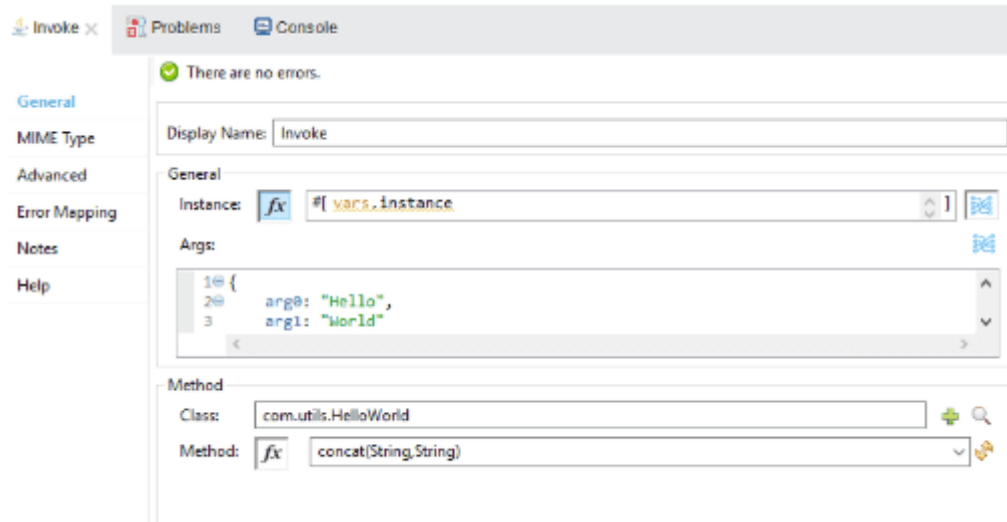 Invoke
Problems
Console
There are no errors.
General
MIME Type
Advanced
Error Mapping
Notes
Help
Display Name: Invoke
General
Instance: fx #[ vars.instance ]
Args:
1 {
2 arg0: "Hello",
3 arg1: "World"
Method
Class: com.utils.HelloWorld
Method: fx concat(String,String)